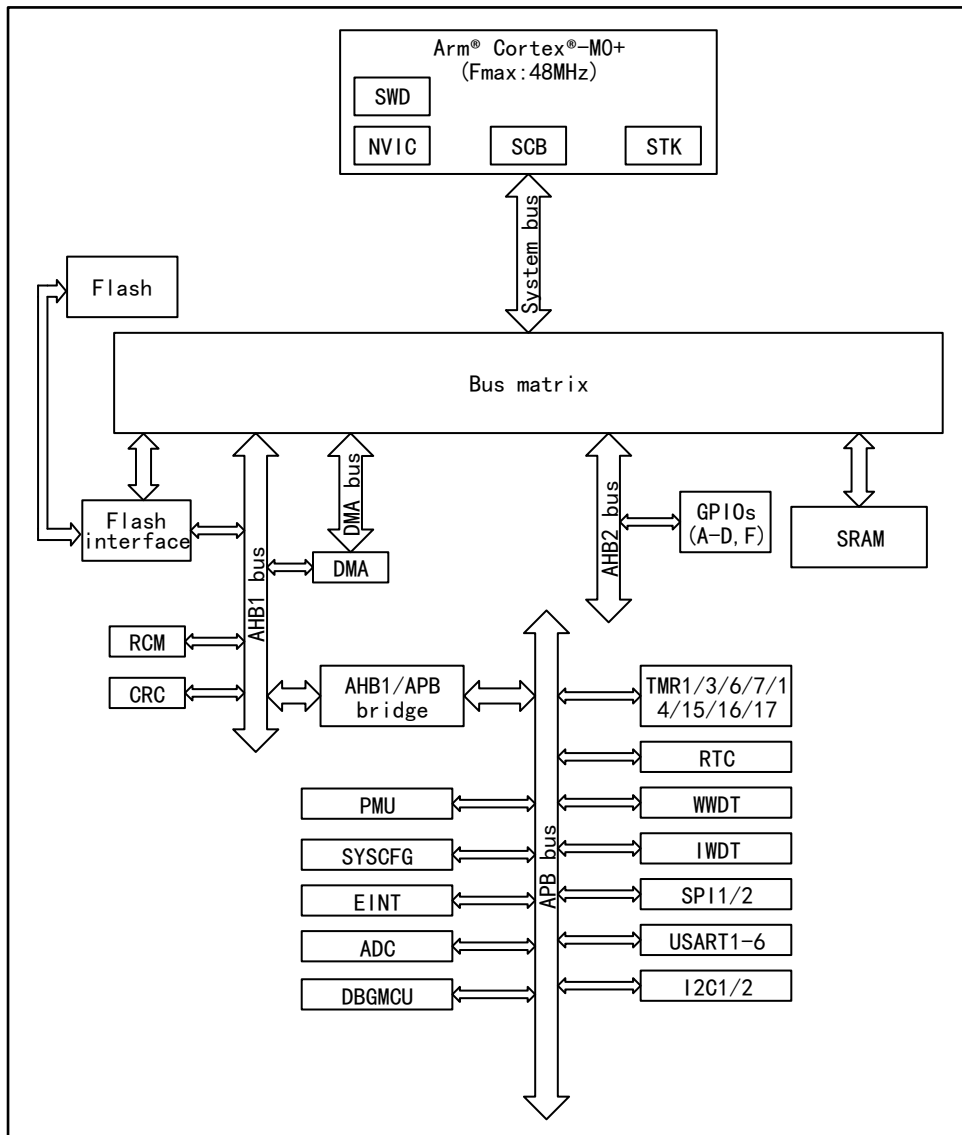 Arm® Cortex®-M0+
(Fmax:48MHz)
SWD
NVIC
SCB
STK
System bus
Flash
Bus matrix
DMA bus
AHB2 bus
GPIOs
(A-D,F)
Flash
interface
SRAM
AHB1 bus
DMA
RCM
CRC
AHB1/APB
bridge
TMR1/3/6/7/1
4/15/16/17
RTC
PMU
WWDT
APB bus
SYSCFG
IWDT
EINT
SPI1/2
ADC
USART1-6
DBGMCU
I2C1/2